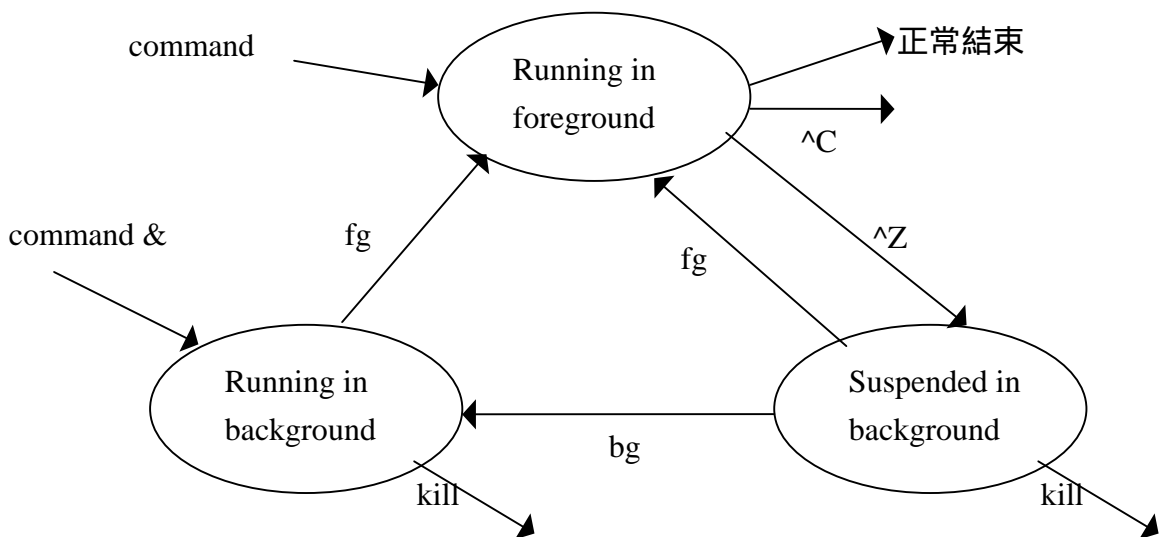 command
Running in
foreground
正常結束
^C
command &
fg
fg
^Z
Running in
background
Suspended in
background
bg
kill
kill